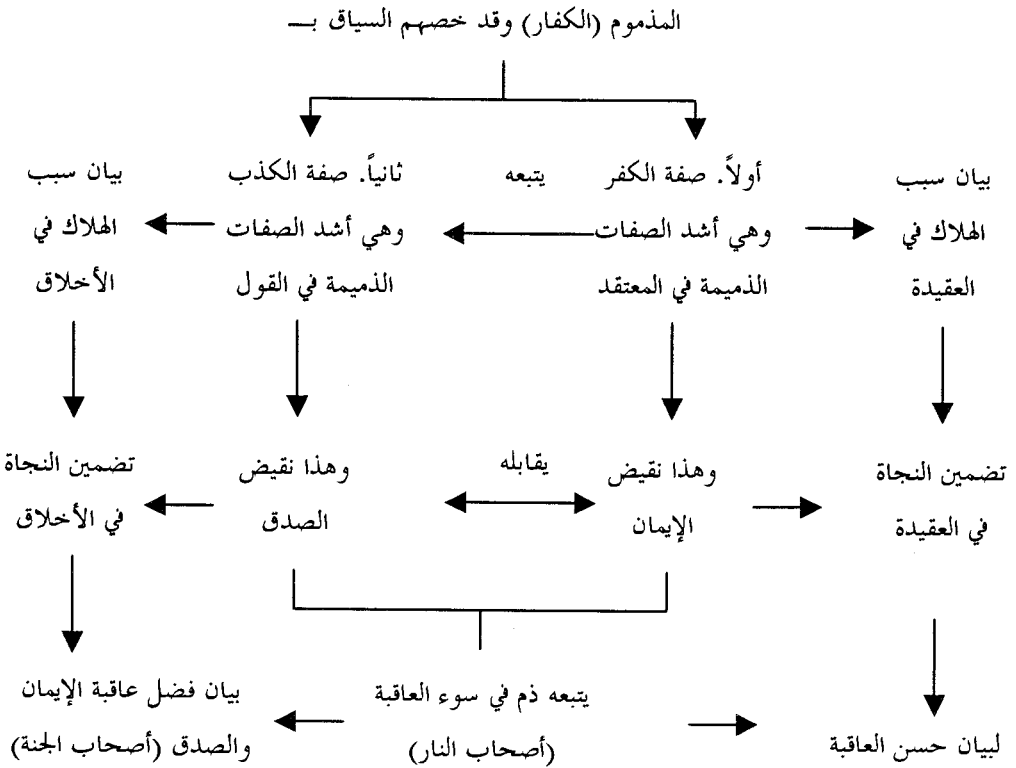 المذموم (الكفار) وقد خصهم السياق بـــ
بيان سبب
الهلاك في
العقيدة
أولاً. صفة الكفر
وهي أشد الصفات
الذميمة في المعتقد
يتبعه
ثانياً. صفة الكذب
وهي أشد الصفات
الذميمة في القول
بيان سبب
الهلاك في
الأخلاق
تضمين النجاة
في العقيدة
وهذا نقيض
الإيمان
يقابله
وهذا نقيض
الصدق
تضمين النجاة
في الأخلاق
لبيان حسن العاقبة
يتبعه ذم في سوء العاقبة
(أصحاب النار)
بيان فضل عاقبة الإيمان
والصدق (أصحاب الجنة)